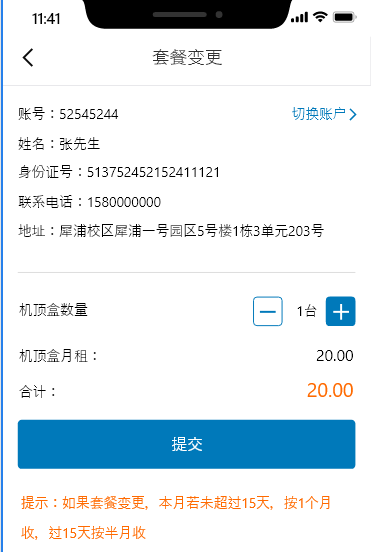 11:41
套餐变更
账号：52545244
切换账户
姓名：张先生
身份证号：513752452152411121
联系电话：1580000000
地址：犀浦校区犀浦一号园区5号楼1栋3单元203号
机顶盒数量
1台
机顶盒月租：
20.00
合计：
20.00
提交
提示：如果套餐变更，本月若未超过15天，按1个月
收，过15天按半月收